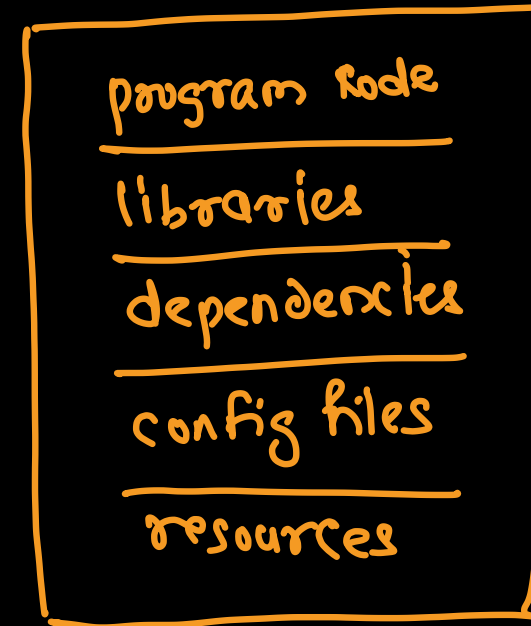 program code
libraries
dependencies
config files
resources